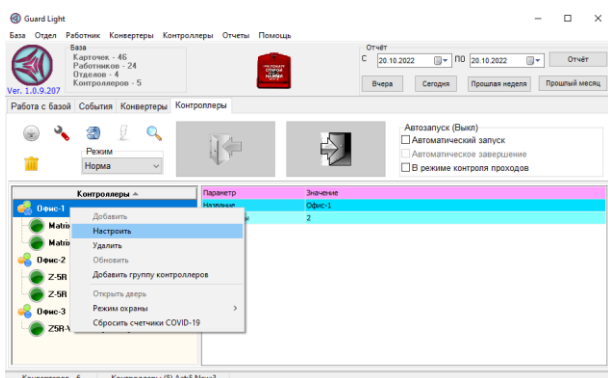 Guard Light
База Отдел Работник Конвертеры Контроллеры Отчеты Помощь
База
Карточек - 46
Работников - 24
Отделов - 4
Контроллеров - 5
Ver. 1.0.9.207
Отчёт
С 20.10.2022 ПО 20.10.2022 Отчёт
Вчера Сегодня Прошлая неделя Прошлый месяц
Работа с базой События Конвертеры Контроллеры
Режим
Норма
Автозапуск (Выкл)
Автоматический запуск
Автоматическое завершение
В режиме контроля проходов
Контроллеры Параметр Значение
Офис-1 Название Офис-1
2
Matrix
Matrix
Офис-2
Z-5R
Z-5R
Офис-3
Z5R-
Добавить
Настроить
Удалить
Обновить
Добавить группу контроллеров
Открыть дверь
Режим охраны
Сбросить счетчики COVID-19